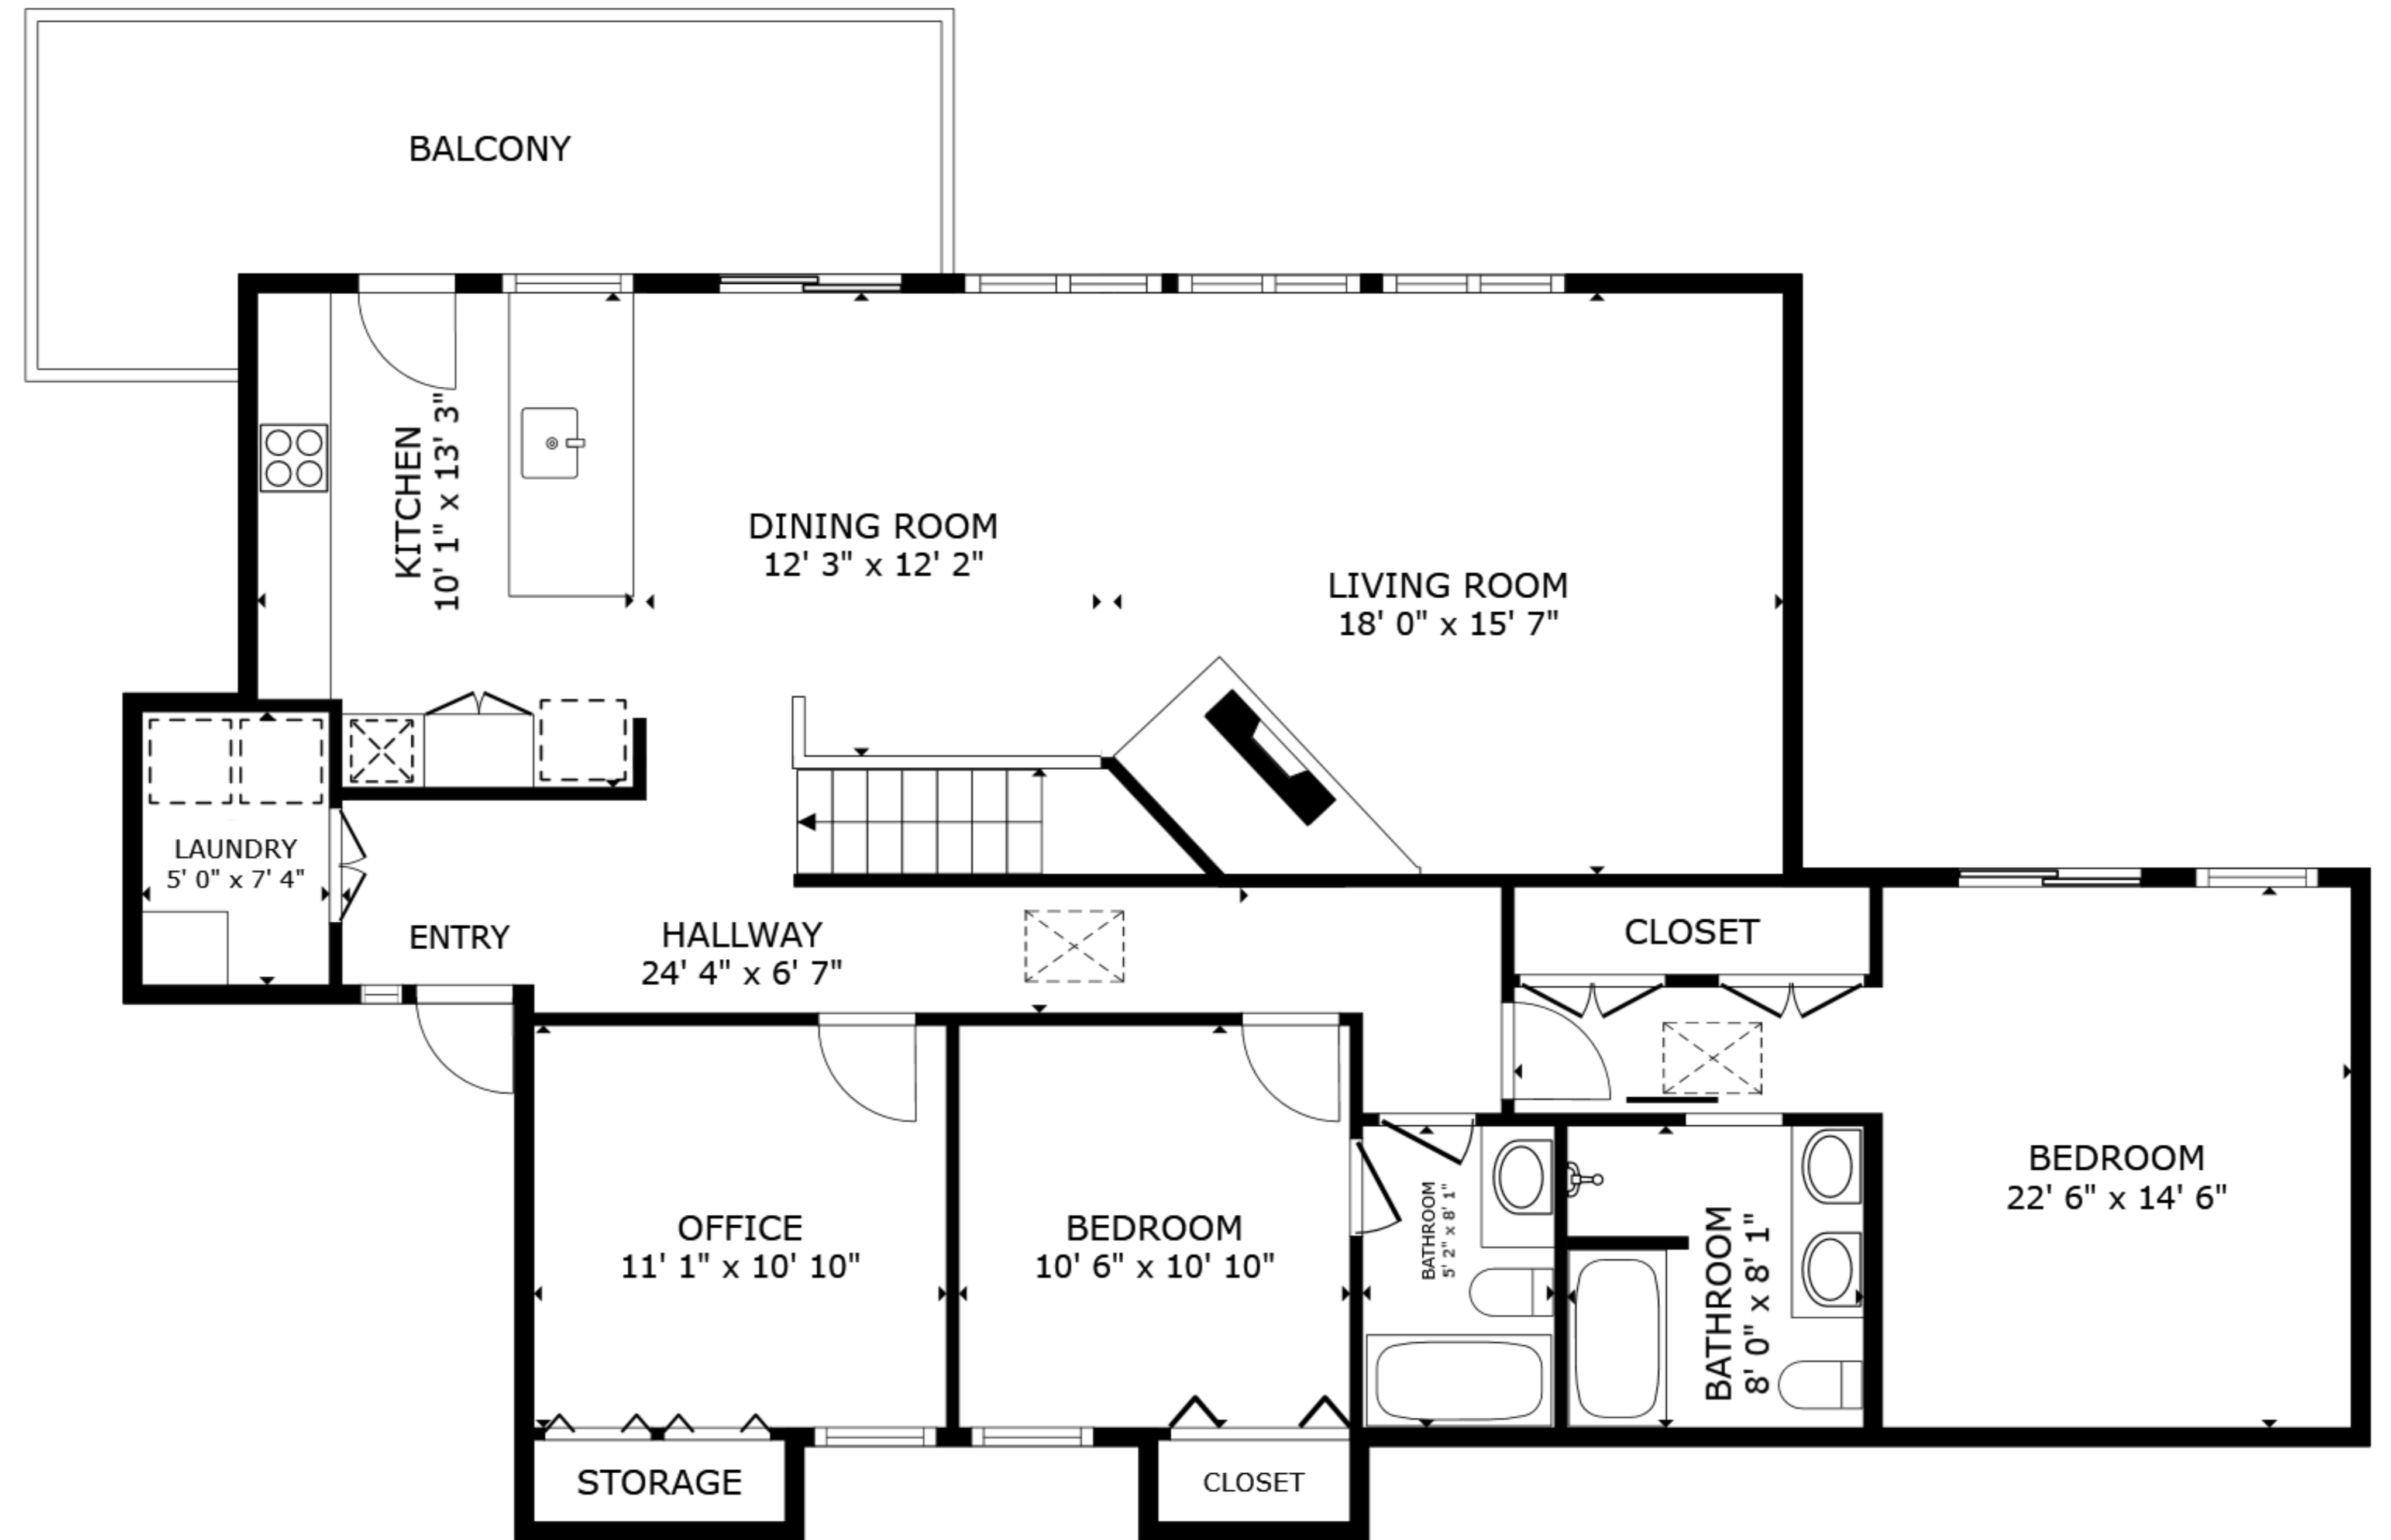 BALCONY
KITCHEN
10' 1" x 13' 3"
DINING ROOM
12' 3" x 12' 2"
LIVING ROOM
18' 0" x 15' 7"
LAUNDRY
5' 0" x 7' 4"
ENTRY
HALLWAY
24' 4" x 6' 7"
CLOSET
OFFICE
11' 1" x 10' 10"
BEDROOM
10' 6" x 10' 10"
BATHROOM
5' 2" x 8' 1"
BATHROOM
8' 0" x 8' 1"
BEDROOM
22' 6" x 14' 6"
STORAGE
CLOSET